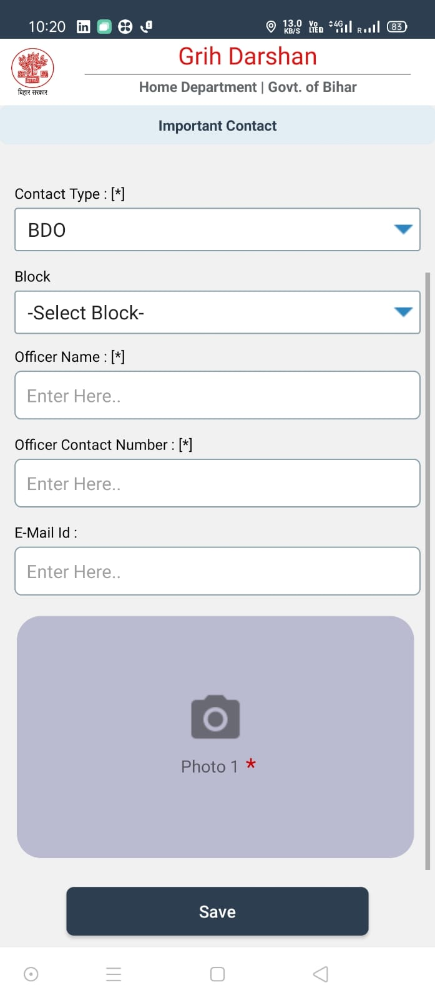 10:20
13.0 KB/S
Vo LTED
4G
R
83
Grih Darshan
बिहार सरकार
Home Department | Govt. of Bihar
Important Contact
Contact Type : [*]
BDO
Block
-Select Block-
Officer Name : [*]
Enter Here..
Officer Contact Number : [*]
Enter Here..
E-Mail Id :
Enter Here..
Photo 1 *
Save